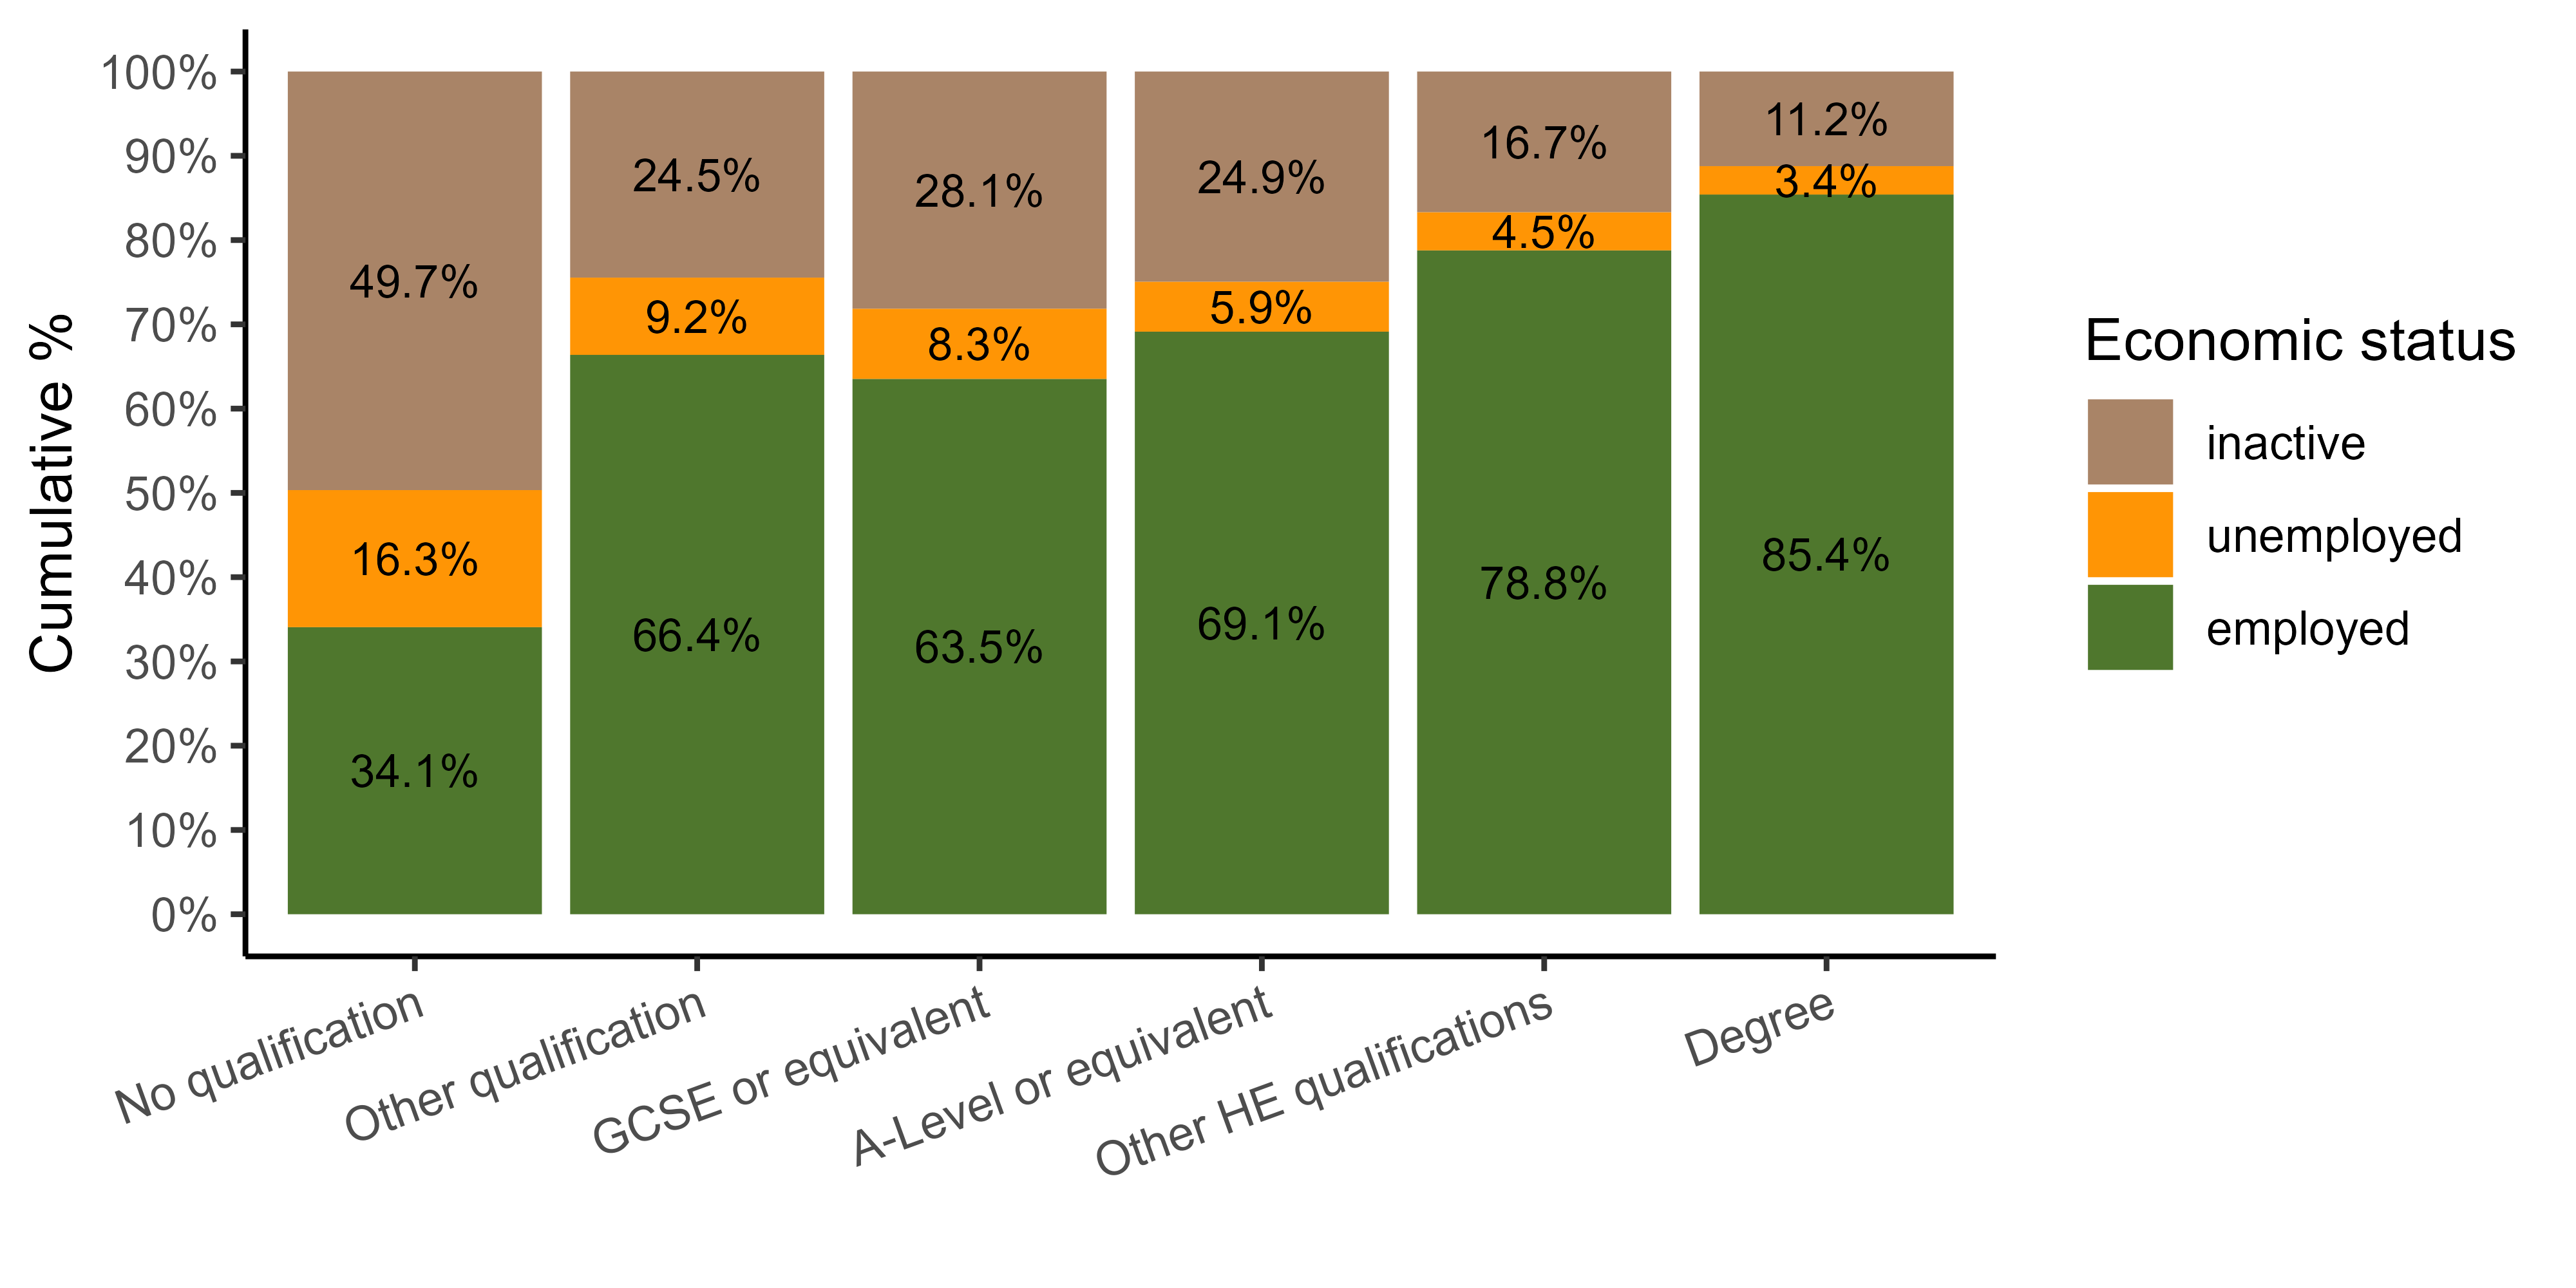 Cumulative %
100%
90%
80%
70%
60%
50%
40%
30%
20%
10%
0%
49.7%
16.3%
34.1%
24.5%
9.2%
66.4%
28.1%
8.3%
63.5%
24.9%
5.9%
69.1%
16.7%
4.5%
78.8%
11.2%
3.4%
85.4%
No qualification
Other qualification
GCSE or equivalent
A-Level or equivalent
Other HE qualifications
Degree
Economic status
inactive
unemployed
employed